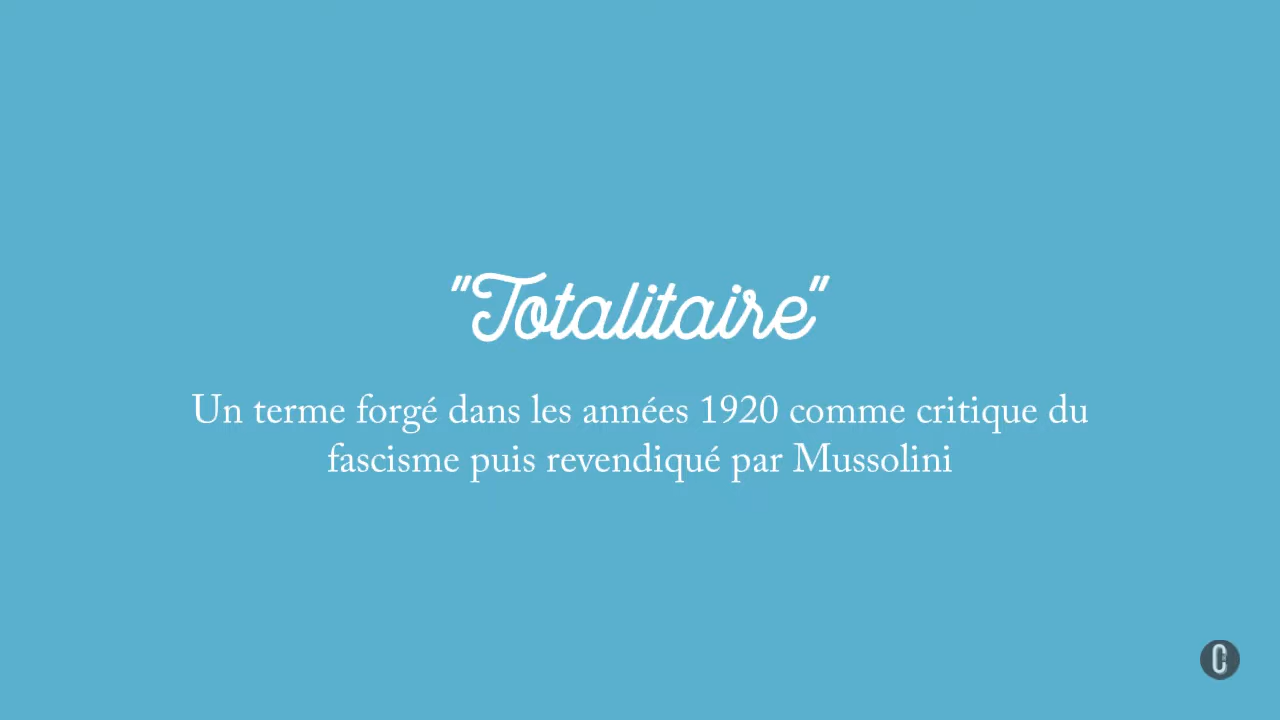 "Totalitaire"
Un terme forgé dans les années 1920 comme critique du
fascisme puis revendiqué par Mussolini
C